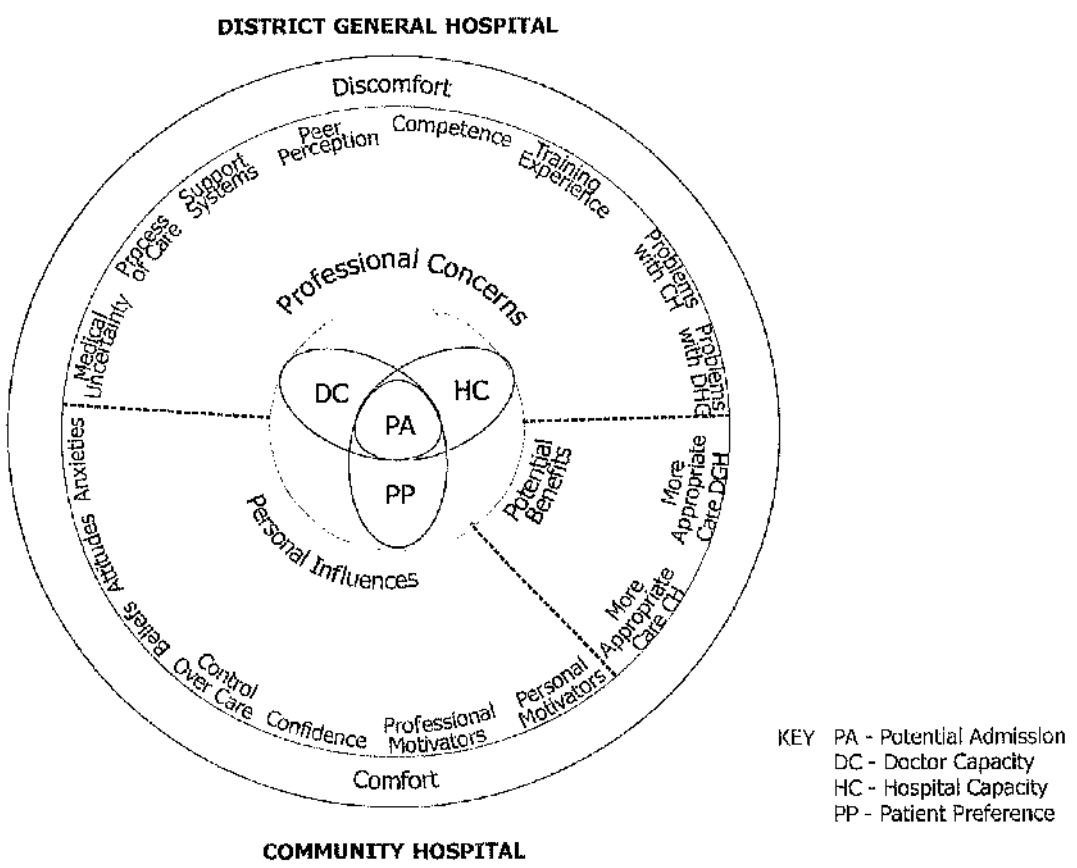 DISTRICT GENERAL HOSPITAL
Discomfort
Medical
Uncertainty
Process
of Care
Support
Systems
Peer
Perception
Competence
Training
Experience
Problems
with CH
Problems
with DHG
Professional Concerns
DC
HC
PA
PP
Potential
Benefits
Personal Influences
More
Appropriate
Care DGH
More
Appropriate
Care CH
Anxieties
Attitudes
Beliefs
Control
Over Care
Confidence
Professional
Motivators
Personal
Motivators
Comfort
COMMUNITY HOSPITAL
KEY PA - Potential Admission
DC - Doctor Capacity
HC - Hospital Capacity
PP - Patient Preference